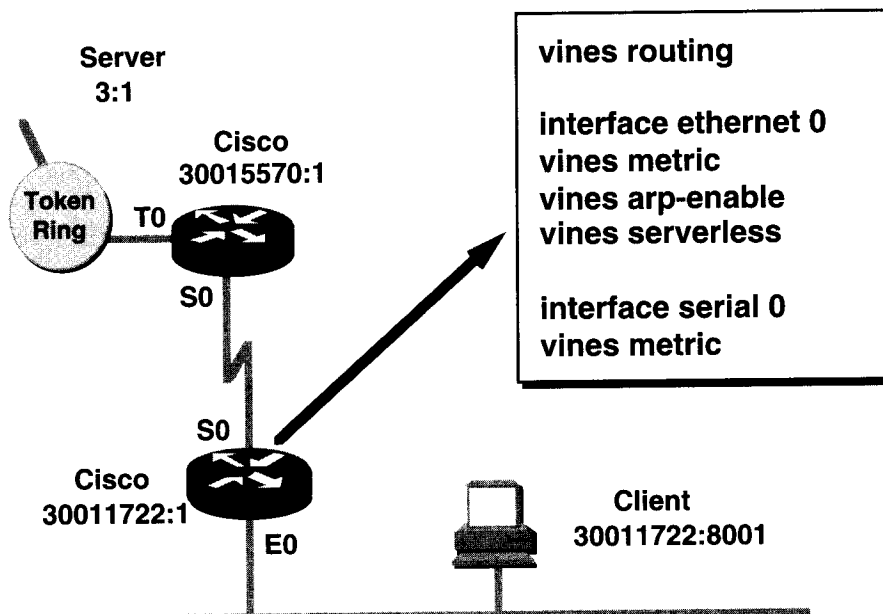 Server
3:1
Cisco
30015570:1
Token
Ring
T0
S0
S0
Cisco
30011722:1
E0
Client
30011722:8001
vines routing
interface ethernet 0
vines metric
vines arp-enable
vines serverless
interface serial 0
vines metric